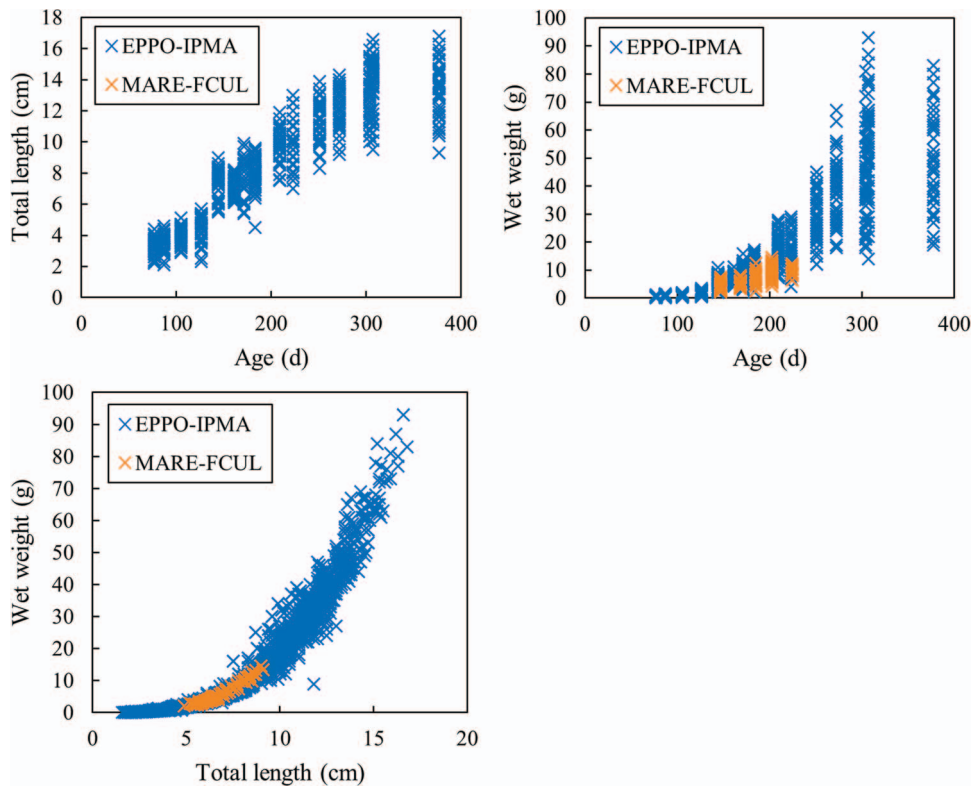 18
16
14
12
10
8
6
4
2
0
Total length (cm)
EPPO-IPMA
MARE-FCUL
0 100 200 300 400
Age (d)
100
90
80
70
60
50
40
30
20
10
0
Wet weight (g)
EPPO-IPMA
MARE-FCUL
0 100 200 300 400
Age (d)
100
90
80
70
60
50
40
30
20
10
0
Wet weight (g)
EPPO-IPMA
MARE-FCUL
0 5 10 15 20
Total length (cm)